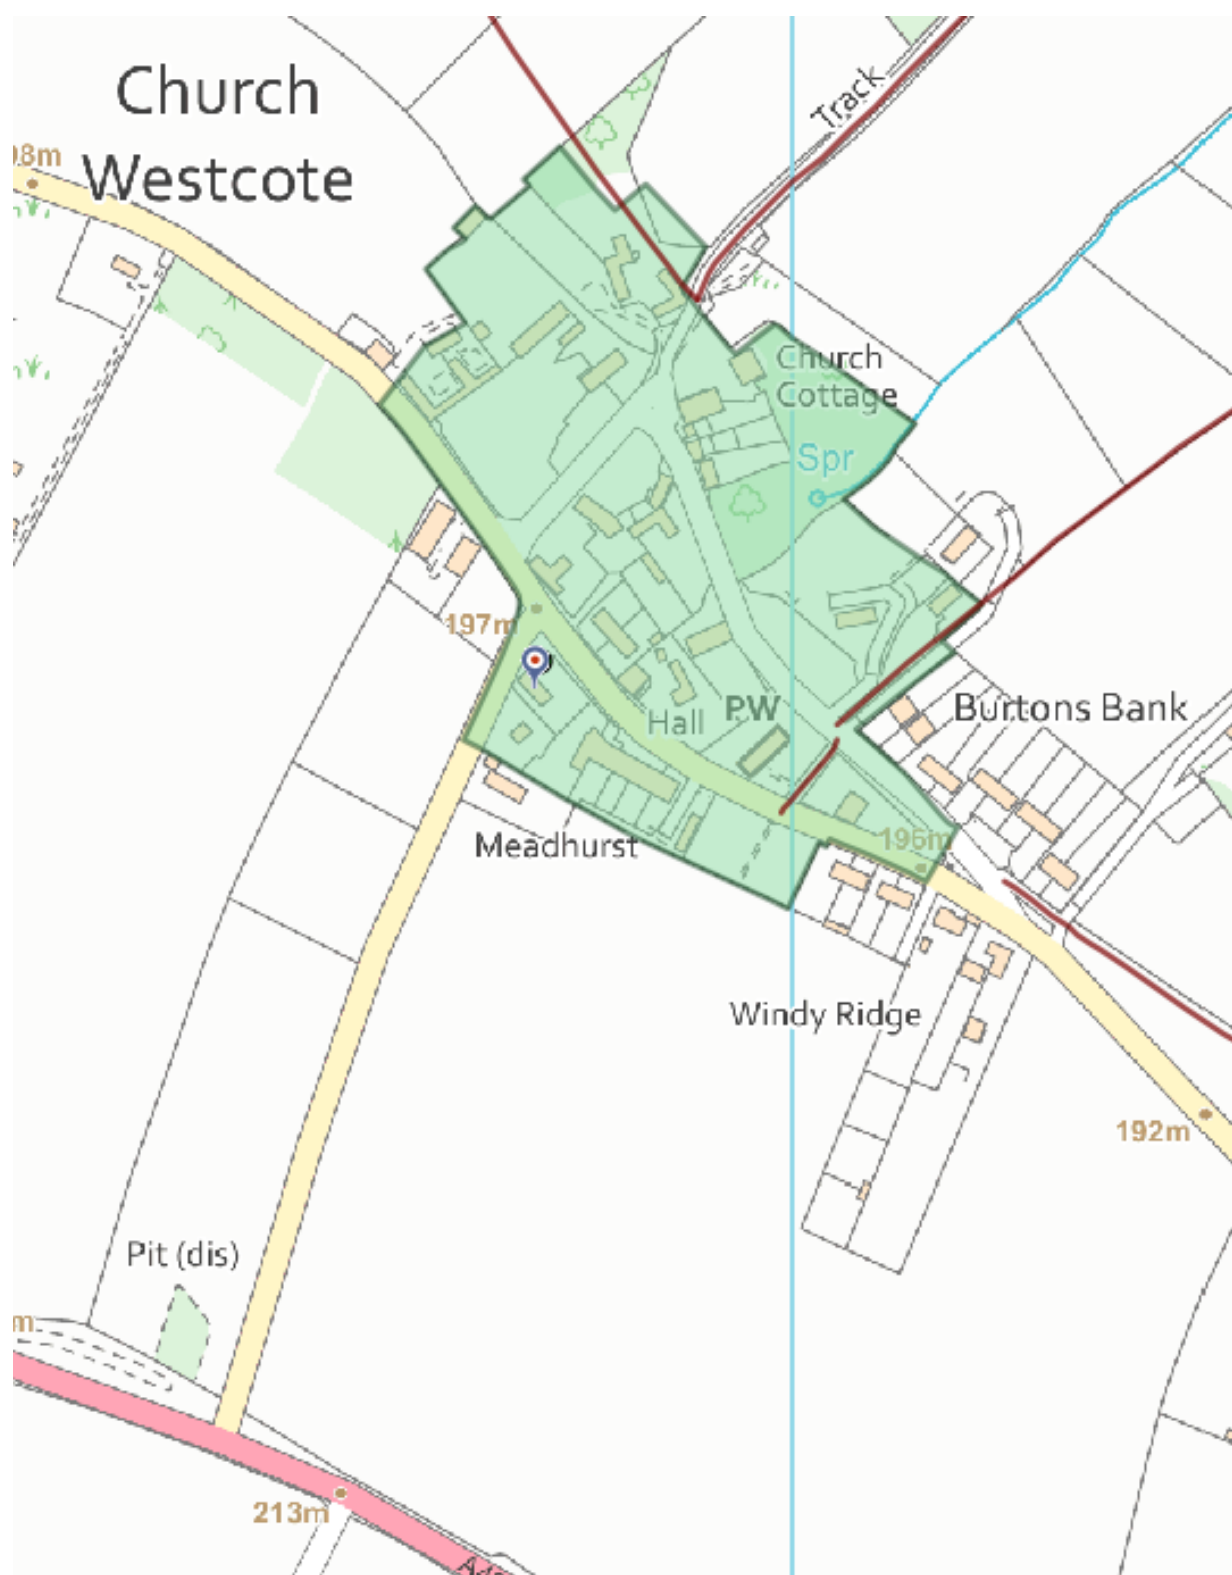 Church
Westcote
Track
98m
Church
Cottage
Spr
197m
PW
Hall
Burtons Bank
196m
Meadhurst
Windy Ridge
192m
Pit (dis)
m
213m